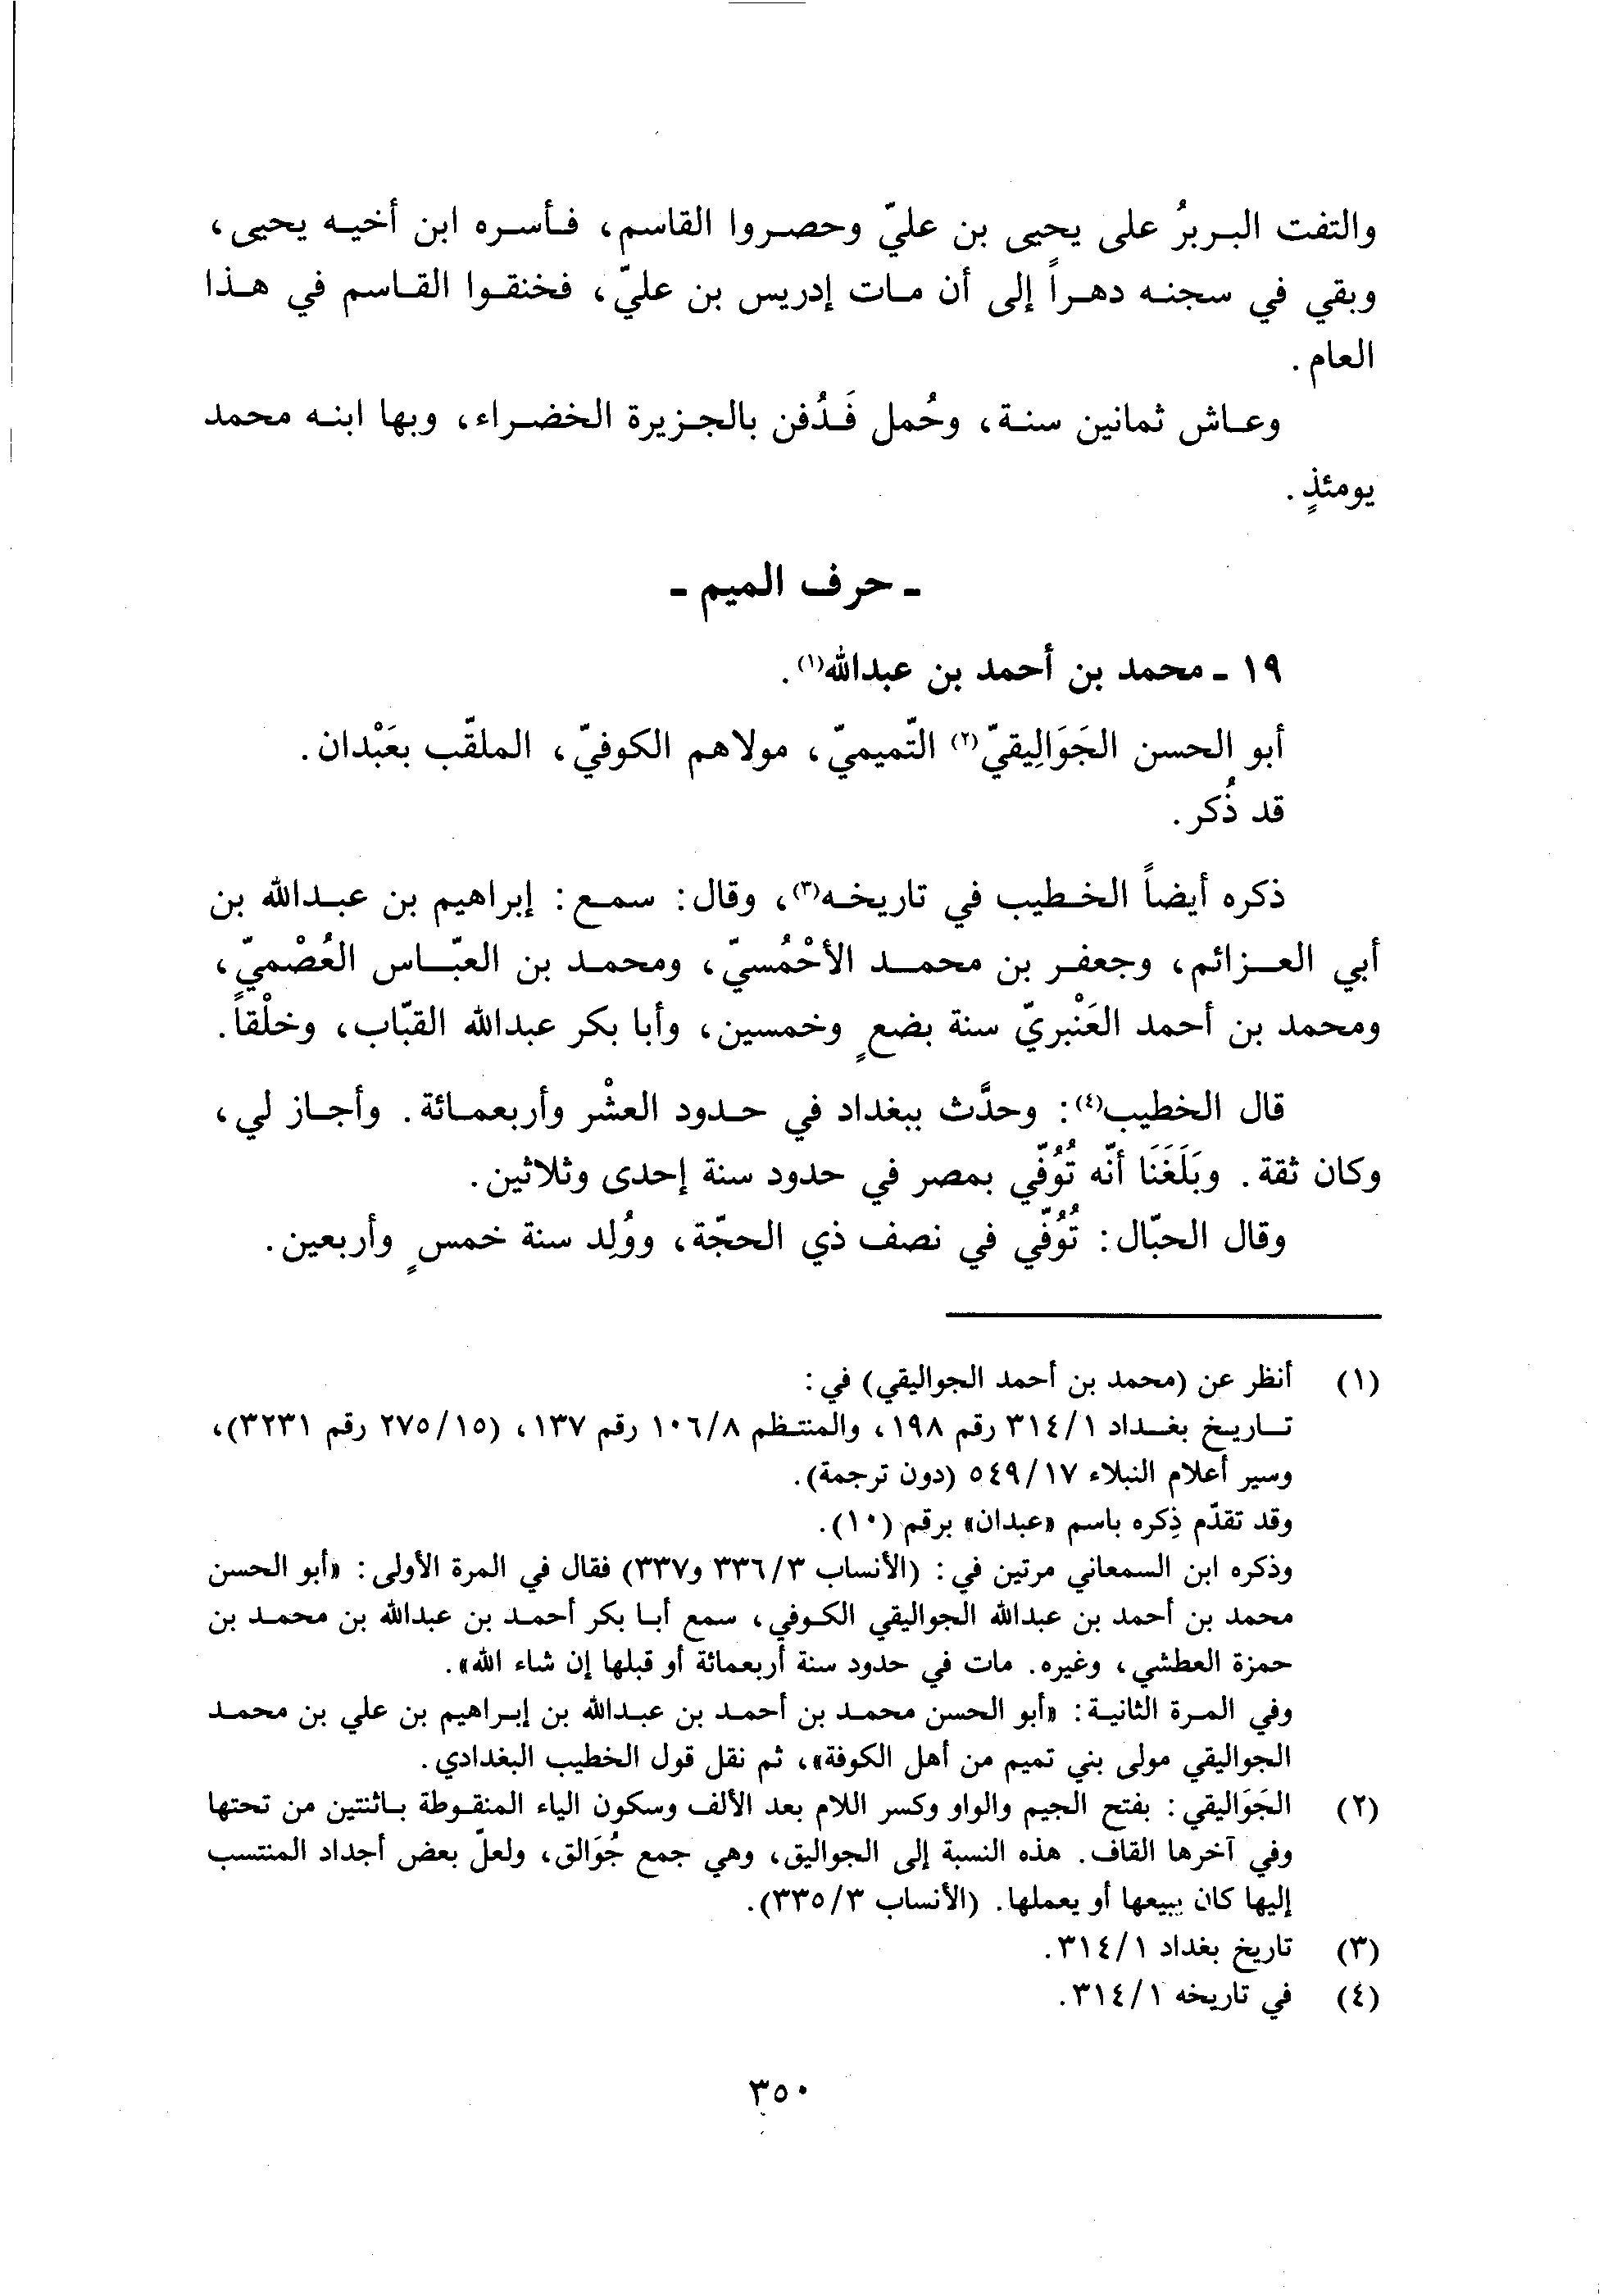 والتفت البربرُ على يحيى بن عليّ وحصروا القاسم، فأسره ابن أخيه يحيى،
وبقي في سجنه دهراً إلى أن مات إدريس بن عليّ، فخنقوا القاسم في هذا
العام.
وعاش ثمانين سنة، وحُمل فَدُفن بالجزيرة الخضراء، وبها ابنه محمد
يومئذٍ.
ـ حرف الميم ـ
١٩ ـ محمد بن أحمد بن عبدالله(١).
أبو الحسن الجَوَالِيقيّ(٢) التّميميّ، مولاهم الكوفيّ، الملقّب بعَبْدان.
قد ذُكر.
ذكره أيضاً الخطيب في تاريخه(٣)، وقال: سمع: إبراهيم بن عبدالله بن
أبي العزائم، وجعفر بن محمد الأحْمُسيّ، ومحمد بن العبّاس العُصْميّ،
ومحمد بن أحمد العَنْبريّ سنة بضعٍ وخمسين، وأبا بكر عبدالله القبّاب، وخلْقاً.
قال الخطيب(٤): وحدَّث ببغداد في حدود العشْر وأربعمائة. وأجاز لي،
وكان ثقة. وبَلَغَنَا أنّه تُوُفّي بمصر في حدود سنة إحدى وثلاثين.
وقال الحبّال: تُوُفّي في نصف ذي الحجّة، ووُلِد سنة خمسٍ وأربعين.
(١) أنظر عن (محمد بن أحمد الجواليقي) في:
تاريخ بغداد ٣١٤/١ رقم ١٩٨، والمنتظم ١٠٦/٨ رقم ١٣٧، (٢٧٥/١٥ رقم ٣٢٣١)،
وسير أعلام النبلاء ٥٤٩/١٧ (دون ترجمة).
وقد تقدّم ذِكره باسم «عبدان» برقم (١٠).
وذكره ابن السمعاني مرتين في: (الأنساب ٣٣٦/٣ و٣٣٧) فقال في المرة الأولى: «أبو الحسن
محمد بن أحمد بن عبدالله الجواليقي الكوفي، سمع أبا بكر أحمد بن عبدالله بن محمد بن
حمزة العطشي، وغيره. مات في حدود سنة أربعمائة أو قبلها إن شاء الله».
وفي المرة الثانية: «أبو الحسن محمد بن أحمد بن عبدالله بن إبراهيم بن علي بن محمد
الجواليقي مولى بني تميم من أهل الكوفة»، ثم نقل قول الخطيب البغدادي.
(٢) الجَوَاليقي: بفتح الجيم والواو وكسر اللام بعد الألف وسكون الياء المنقوطة باثنتين من تحتها
وفي آخرها القاف. هذه النسبة إلى الجواليق، وهي جمع جُوَالق، ولعلّ بعض أجداد المنتسب
إليها كان يبيعها أو يعملها. (الأنساب ٣٣٥/٣).
(٣) تاريخ بغداد ٣١٤/١.
(٤) في تاريخه ٣١٤/١.
٣٥٠